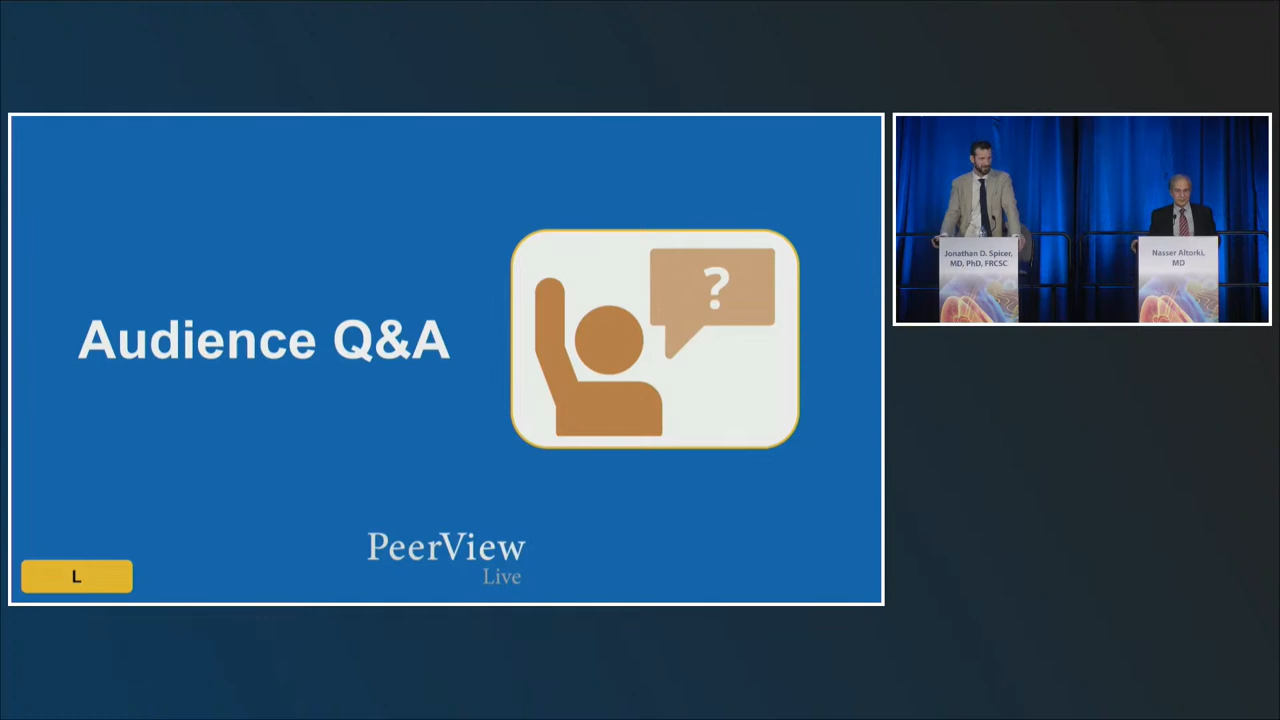 Audience Q&A
?
PeerView
Live
L
Jonathan D. Spicer,
MD, PhD, FRCSC
Nasser Altorki,
MD